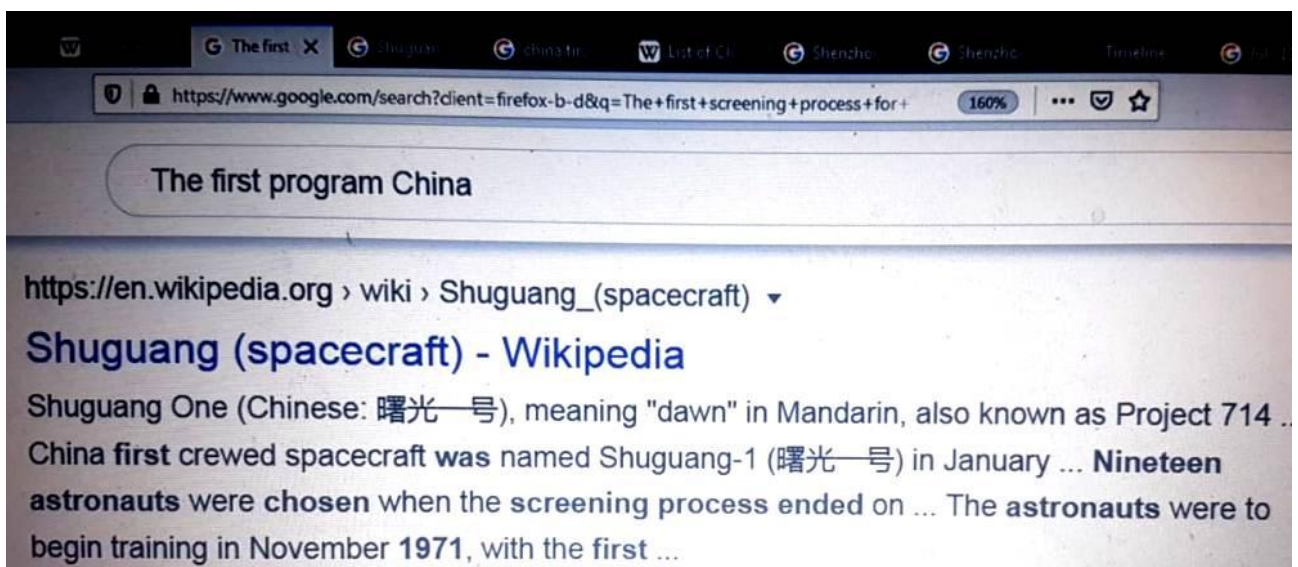 W
G The first X
G Shuguan
G china fir
W List of Ch
G Shenzho
G Shenzho
Timeline
G
https://www.google.com/search?client=firefox-b-d&q=The+first+screening+process+for+
160%
The first program China
https://en.wikipedia.org › wiki › Shuguang_(spacecraft)
Shuguang (spacecraft) - Wikipedia
Shuguang One (Chinese: 曙光一号), meaning "dawn" in Mandarin, also known as Project 714 ...
China first crewed spacecraft was named Shuguang-1 (曙光一号) in January ... Nineteen
astronauts were chosen when the screening process ended on ... The astronauts were to
begin training in November 1971, with the first ...